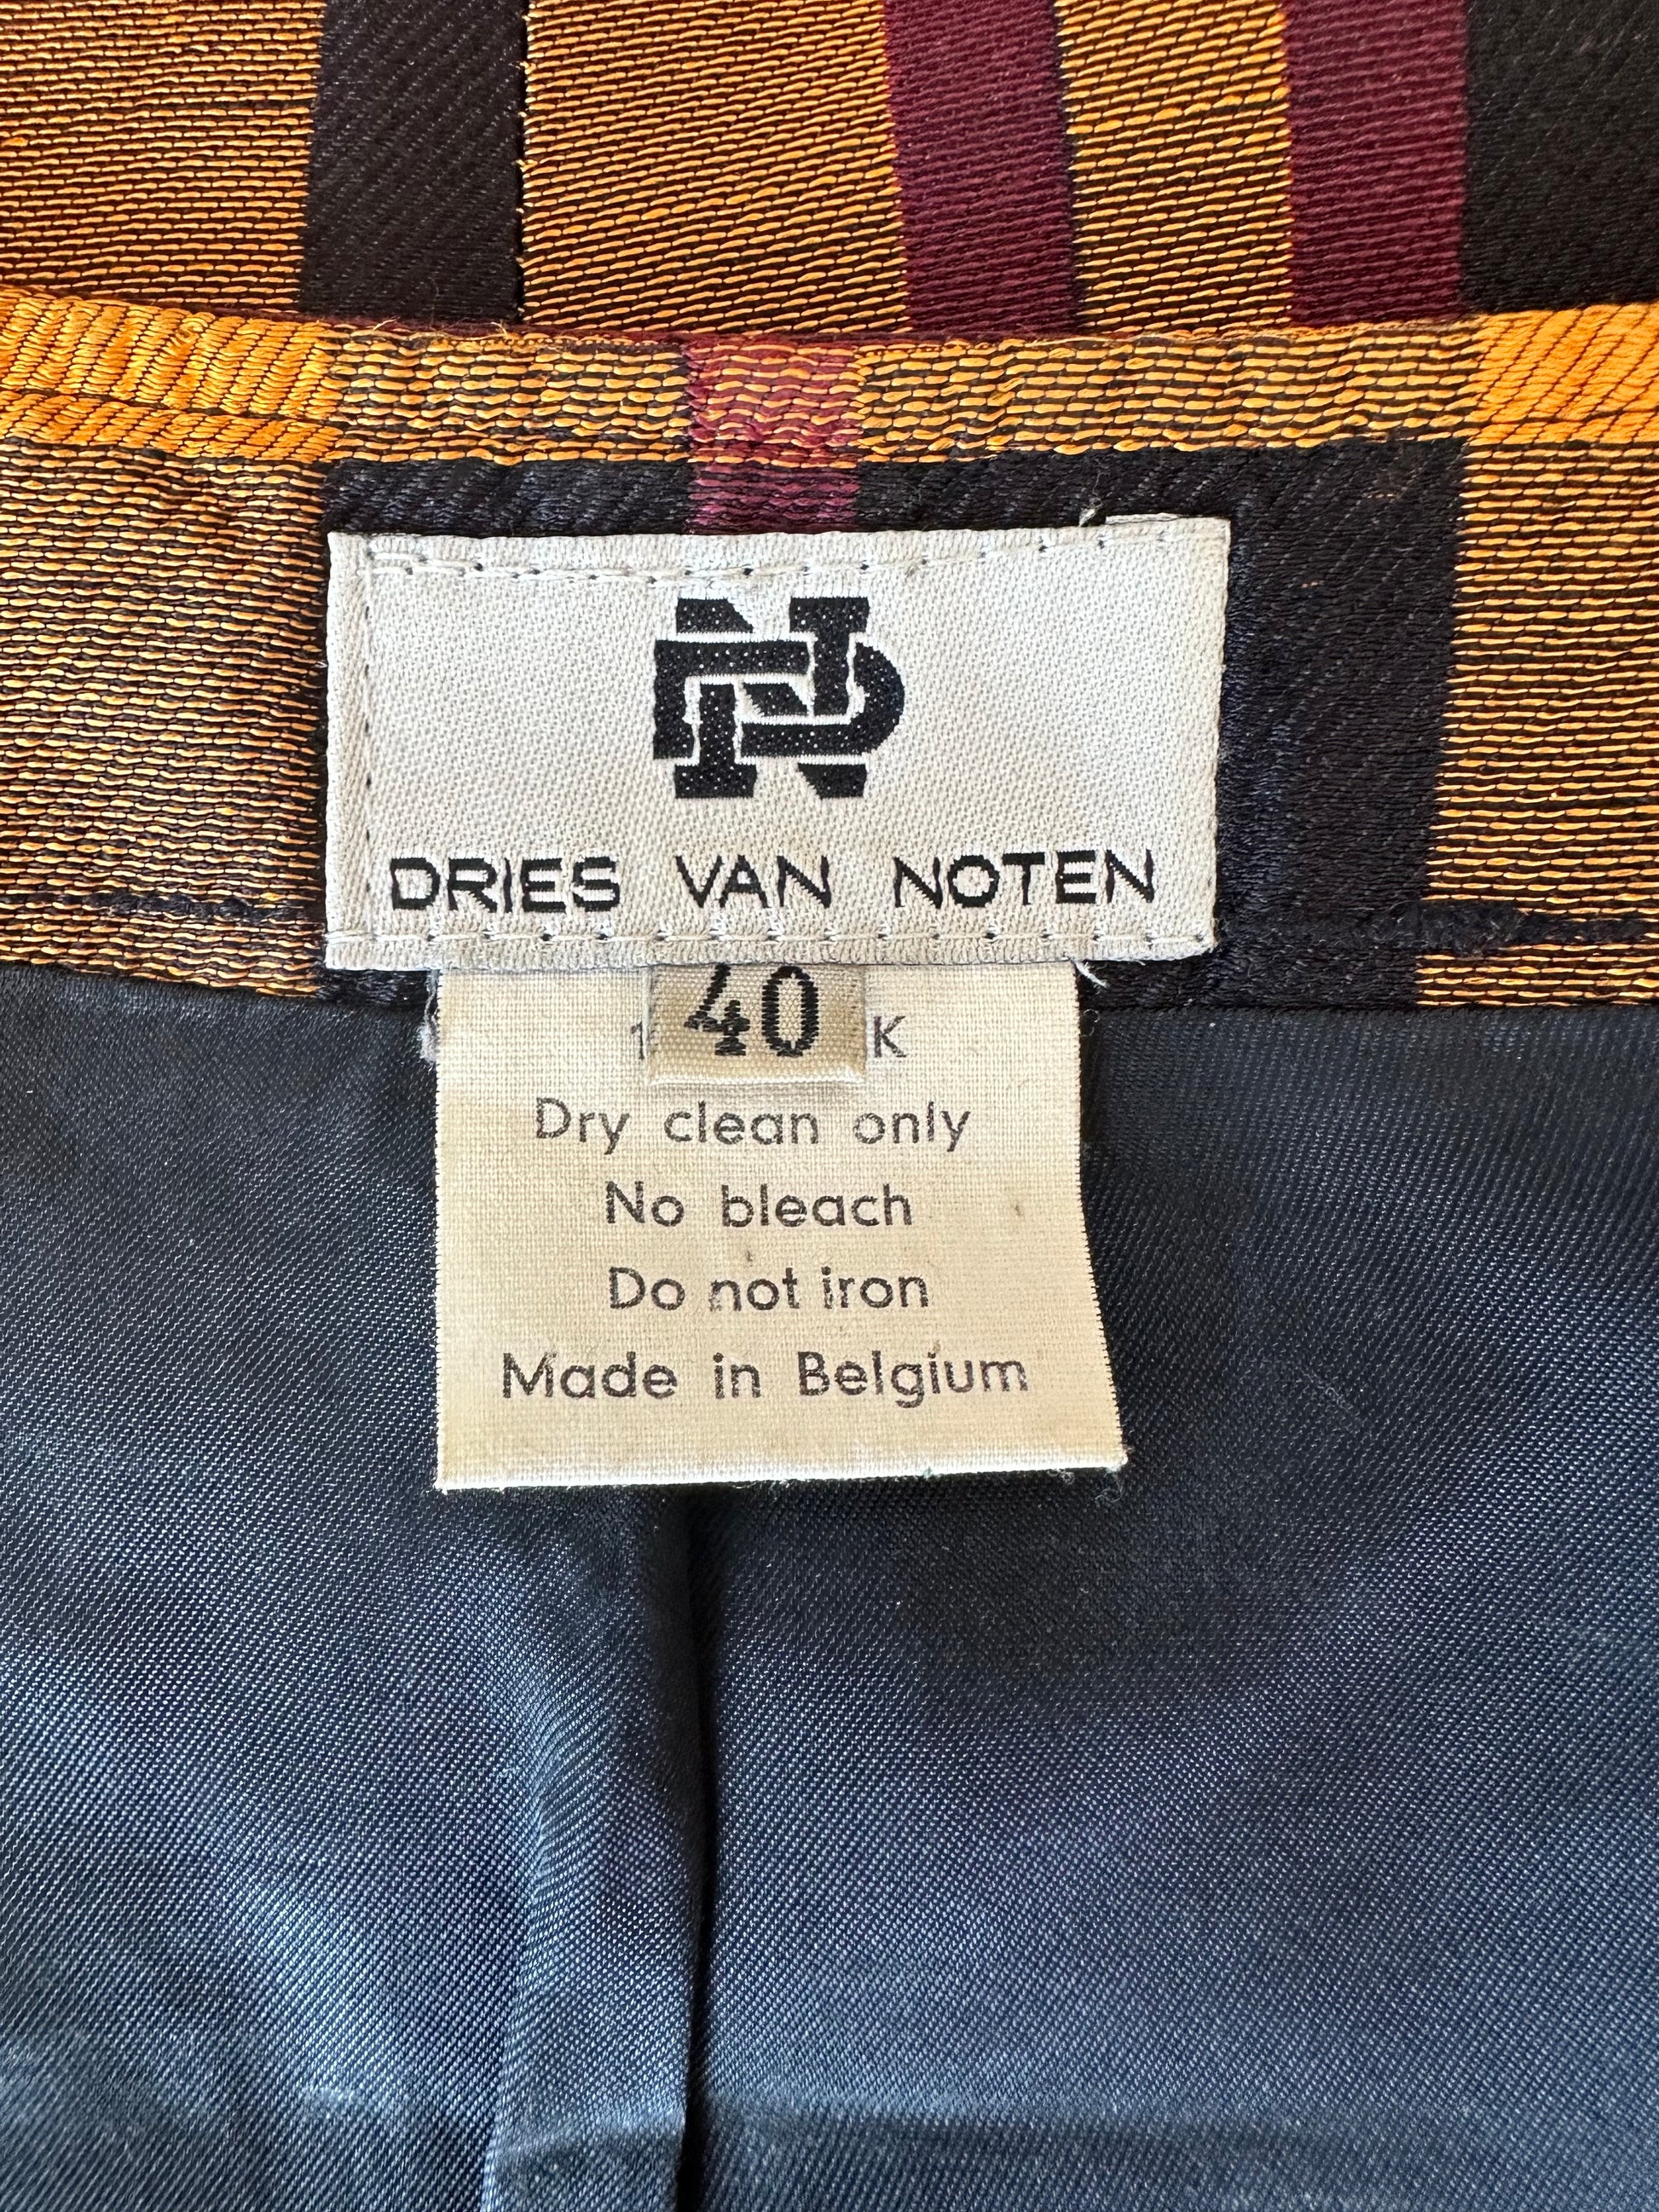 DRIES VAN NOTEN
40
K
Dry clean only
No bleach
Do not iron
Made in Belgium